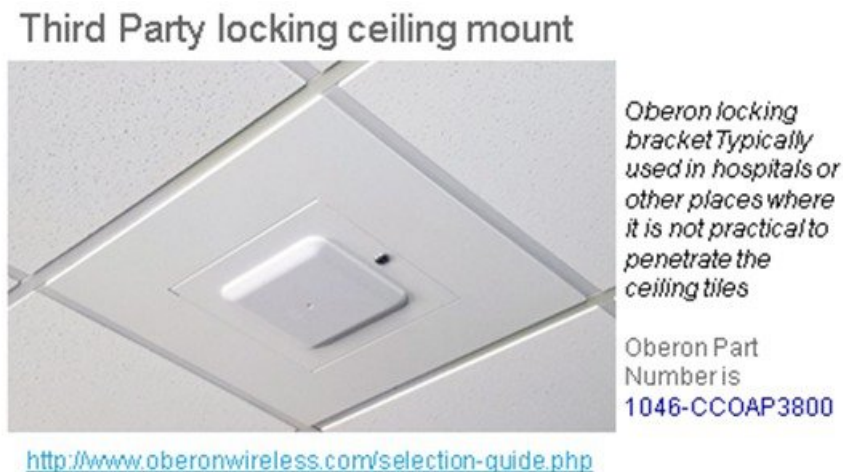 Third Party locking ceiling mount
Oberon locking
bracket Typically
used in hospitals or
other places where
it is not practical to
penetrate the
ceiling tiles
Oberon Part
Number is
1046-CCOAP3800
http://www.oberonwireless.com/selection-guide.php